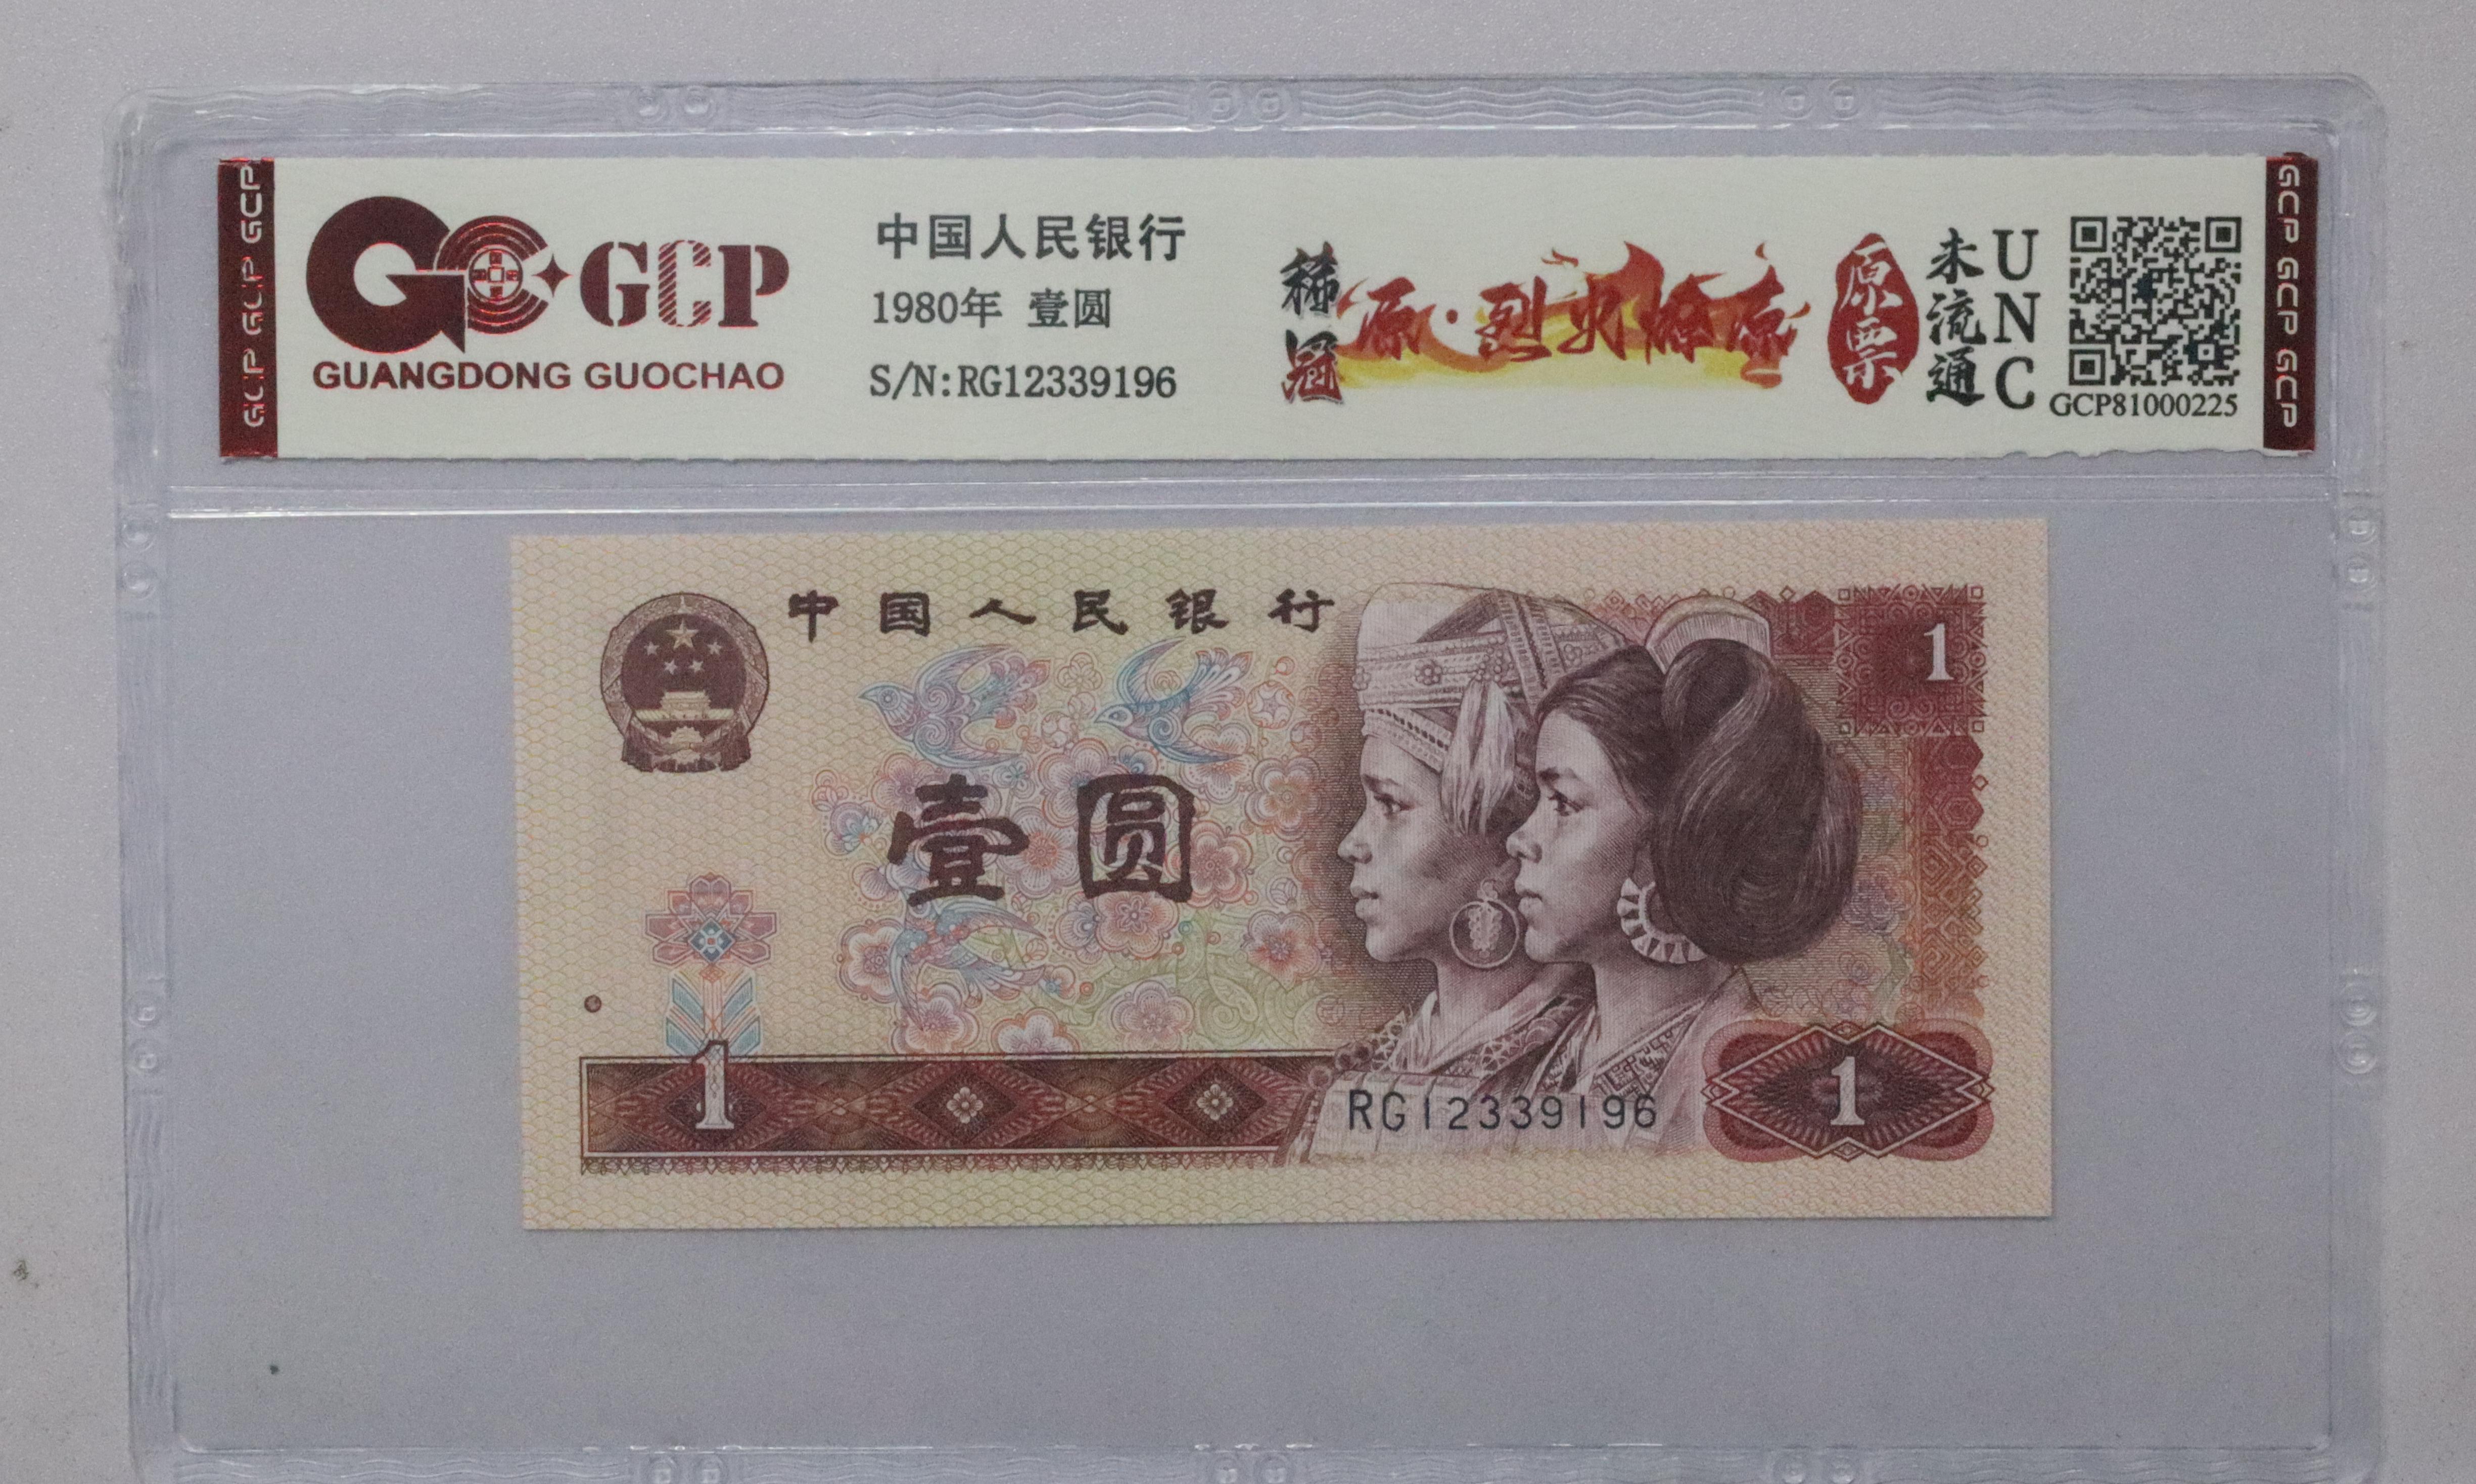 GCP GCP GCP
GCP
GUANGDONG GUOCHAO
中国人民银行
1980年 壹圆
S/N:RG12339196
稀冠
原·烈火燎原
原票
未流通
UNC
GCP81000225
GCP GCP GCP
中国人民银行
1
壹圆
1
RG12339196
1